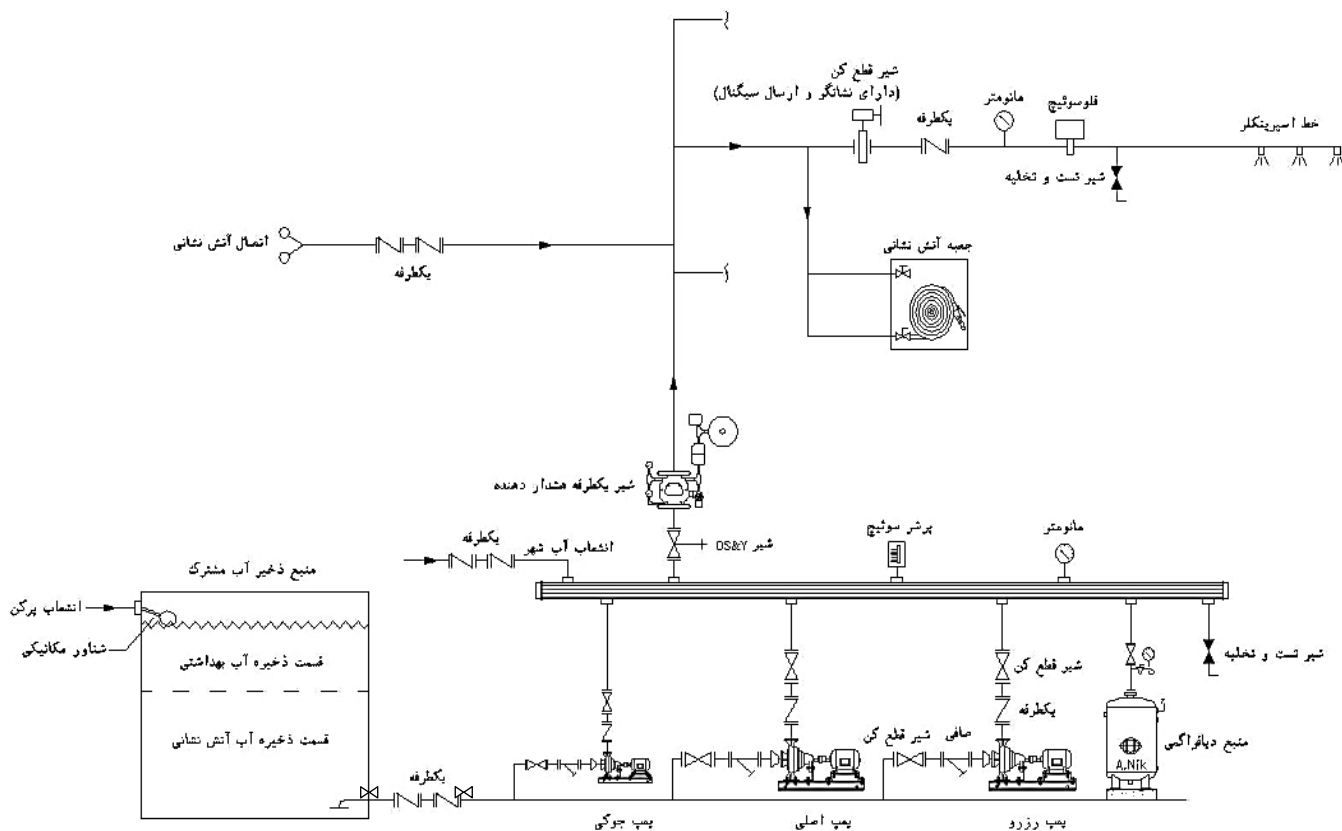 شیر قطع کن
(دارای نشانگر و ارسال سیگنال)
یکطرفه
مانومتر
فلوسوئیچ
خط اسپرینکلر
شیر تست و تخلیه
اتصال آتش نشانی
یکطرفه
جعبه آتش نشانی
شیر یکطرفه هشدار دهنده
یکطرفه
انشعاب آب شهر
شیر OS&Y
پرشر سوئیچ
مانومتر
منبع ذخیر آب مشترک
انشعاب پرکن
شناور مکانیکی
قسمت ذخیره آب بهداشتی
قسمت ذخیره آب آتش نشانی
یکطرفه
شیر قطع کن
یکطرفه
شیر قطع کن
صافی
شیر تست و تخلیه
منبع دیافراگمی
A.Nik
پمپ جوکی
پمپ اصلی
پمپ رزرو